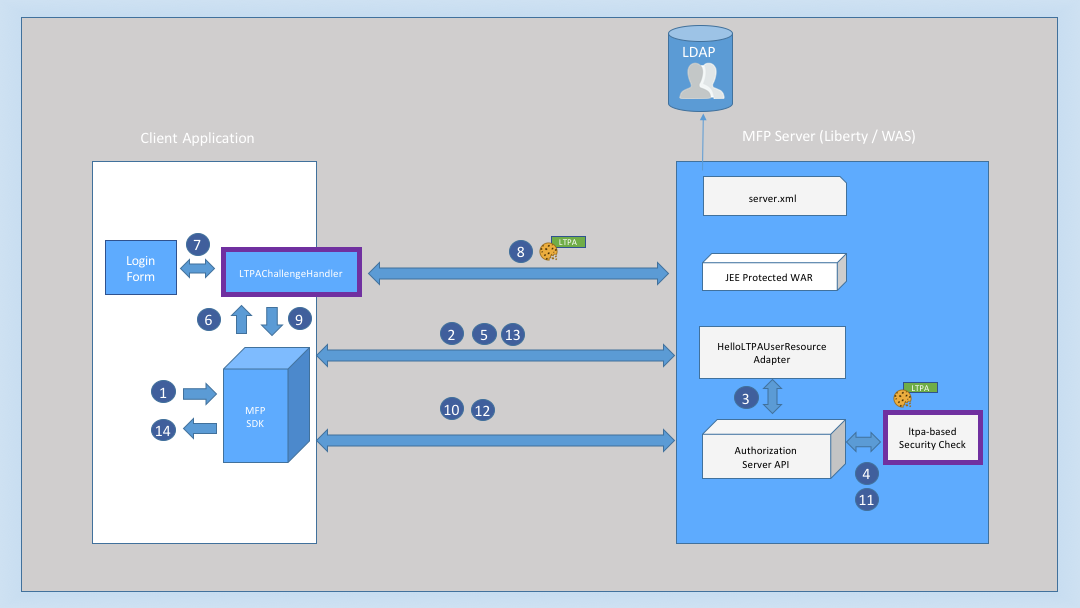 LDAP
Client Application
MFP Server (Liberty / WAS)
server.xml
7
8
LTPA
Login
Form
LTPAChallengeHandler
JEE Protected WAR
6
9
2
5
13
HelloLTPAUserResource
Adapter
1
3
LTPA
MFP
SDK
10
12
14
ltpa-based
Security Check
Authorization
Server API
4
11